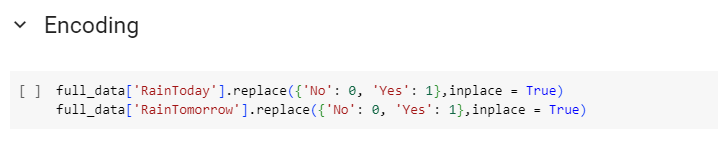 Encoding
[ ] full_data['RainToday'].replace({'No': 0, 'Yes': 1},inplace = True)
full_data['RainTomorrow'].replace({'No': 0, 'Yes': 1},inplace = True)